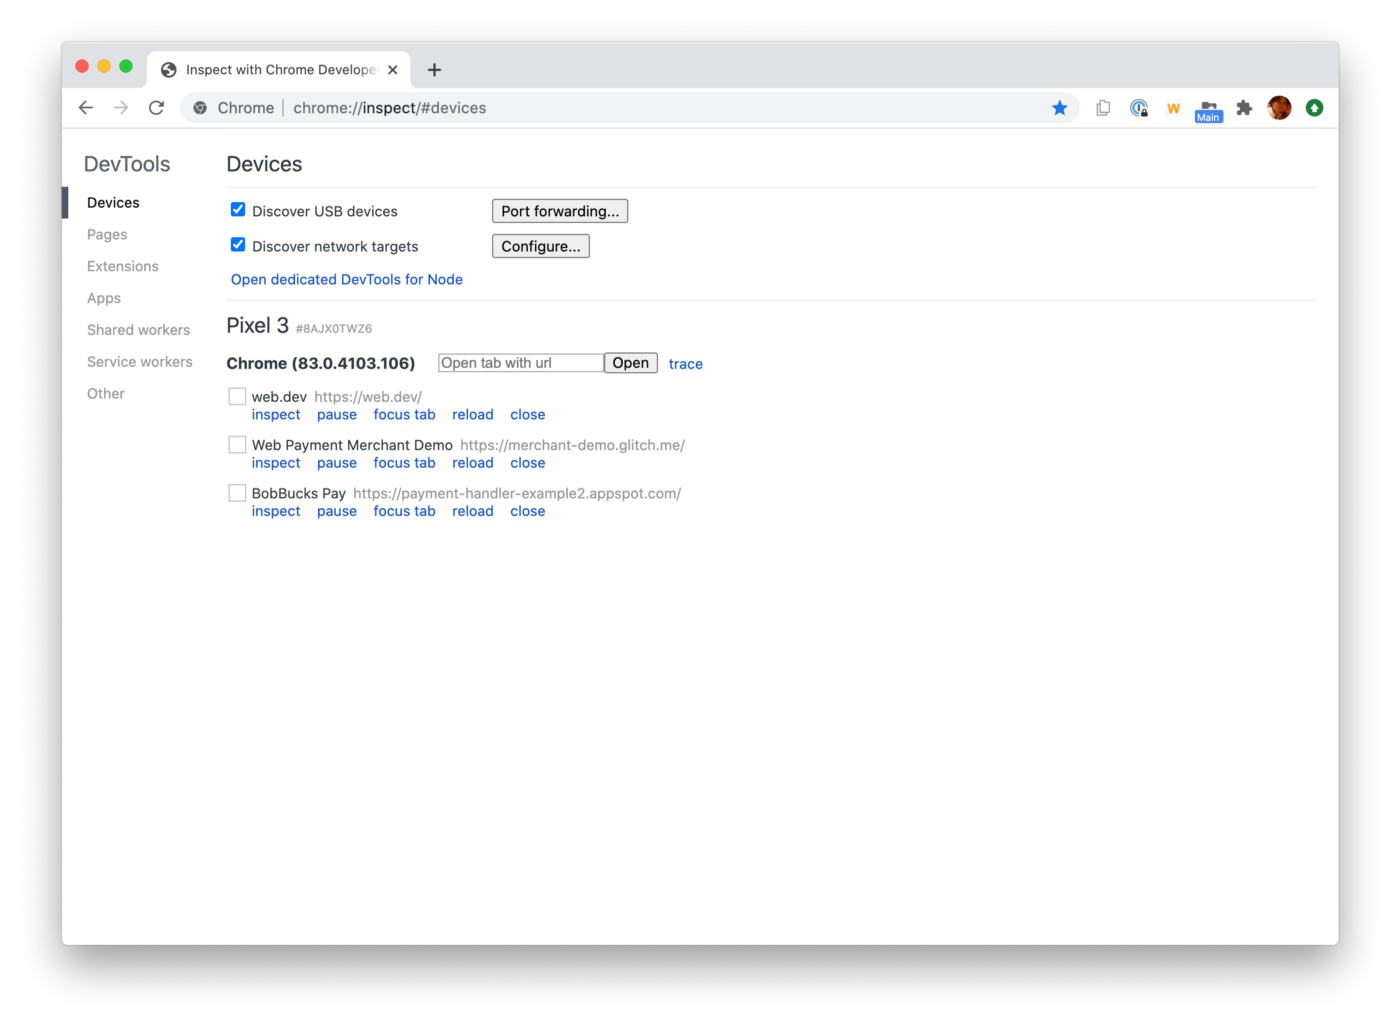 Inspect with Chrome Develope
Chrome | chrome://inspect/#devices
W
Main
DevTools
Devices
Pages
Extensions
Apps
Shared workers
Service workers
Other
Devices
Discover USB devices Port forwarding...
Discover network targets Configure...
Open dedicated DevTools for Node
Pixel 3 #8AJX0TWZ6
Chrome (83.0.4103.106) Open tab with url Open trace
web.dev https://web.dev/
inspect pause focus tab reload close
Web Payment Merchant Demo https://merchant-demo.glitch.me/
inspect pause focus tab reload close
BobBucks Pay https://payment-handler-example2.appspot.com/
inspect pause focus tab reload close